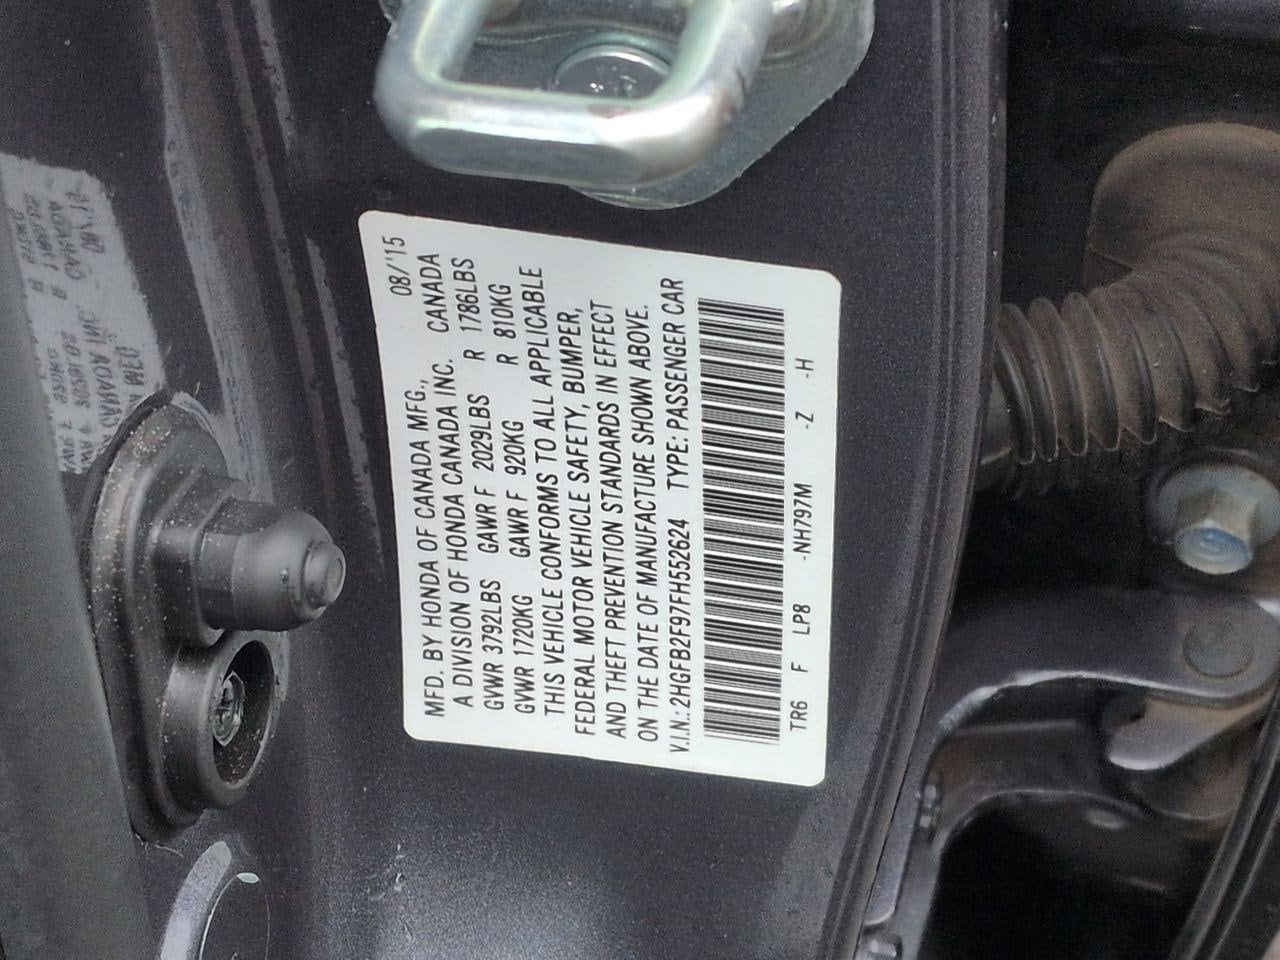 MFD. BY HONDA OF CANADA MFG., 08/'15
A DIVISION OF HONDA CANADA INC. CANADA
GVWR 3792LBS GAWR F 2029LBS R 1786LBS
GVWR 1720KG GAWR F 920KG R 810KG
THIS VEHICLE CONFORMS TO ALL APPLICABLE
FEDERAL MOTOR VEHICLE SAFETY, BUMPER,
AND THEFT PREVENTION STANDARDS IN EFFECT
ON THE DATE OF MANUFACTURE SHOWN ABOVE.
V.I.N.: 2HGFB2F97FH552624 TYPE: PASSENGER CAR
TR6 F LP8 -NH797M -Z -H